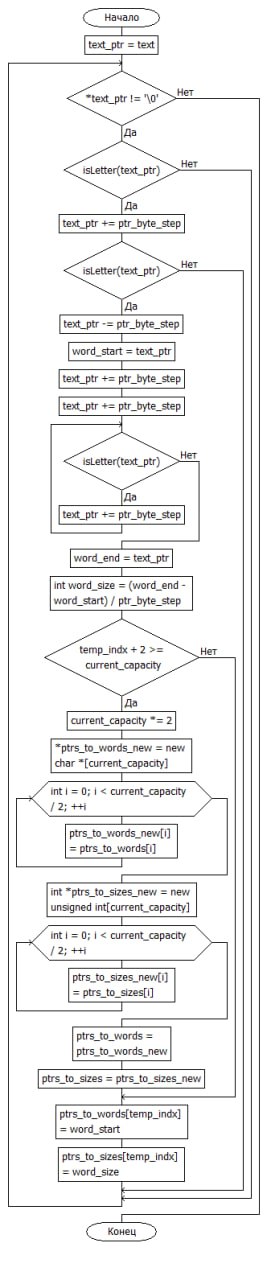 Начало
text_ptr = text
*text_ptr != '\0'
Нет
Да
isLetter(text_ptr)
Нет
Да
text_ptr += ptr_byte_step
isLetter(text_ptr)
Нет
Да
text_ptr -= ptr_byte_step
word_start = text_ptr
text_ptr += ptr_byte_step
text_ptr += ptr_byte_step
isLetter(text_ptr)
Нет
Да
text_ptr += ptr_byte_step
word_end = text_ptr
int word_size = (word_end -
word_start) / ptr_byte_step
temp_indx + 2 >=
current_capacity
Нет
Да
current_capacity *= 2
*ptrs_to_words_new = new
char *[current_capacity]
int i = 0; i < current_capacity
/ 2; ++i
ptrs_to_words_new[i]
= ptrs_to_words[i]
int *ptrs_to_sizes_new = new
unsigned int[current_capacity]
int i = 0; i < current_capacity
/ 2; ++i
ptrs_to_sizes_new[i]
= ptrs_to_sizes[i]
ptrs_to_words =
ptrs_to_words_new
ptrs_to_sizes = ptrs_to_sizes_new
ptrs_to_words[temp_indx]
= word_start
ptrs_to_sizes[temp_indx]
= word_size
Конец